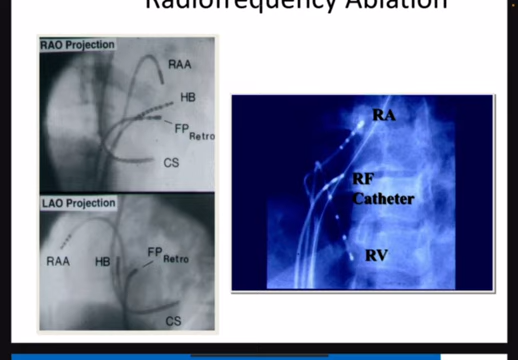 Radiofrequency Ablation
RAO Projection
RAA
HB
FP Retro
CS
LAO Projection
RAA
HB
FP Retro
CS
RA
RF
Catheter
RV